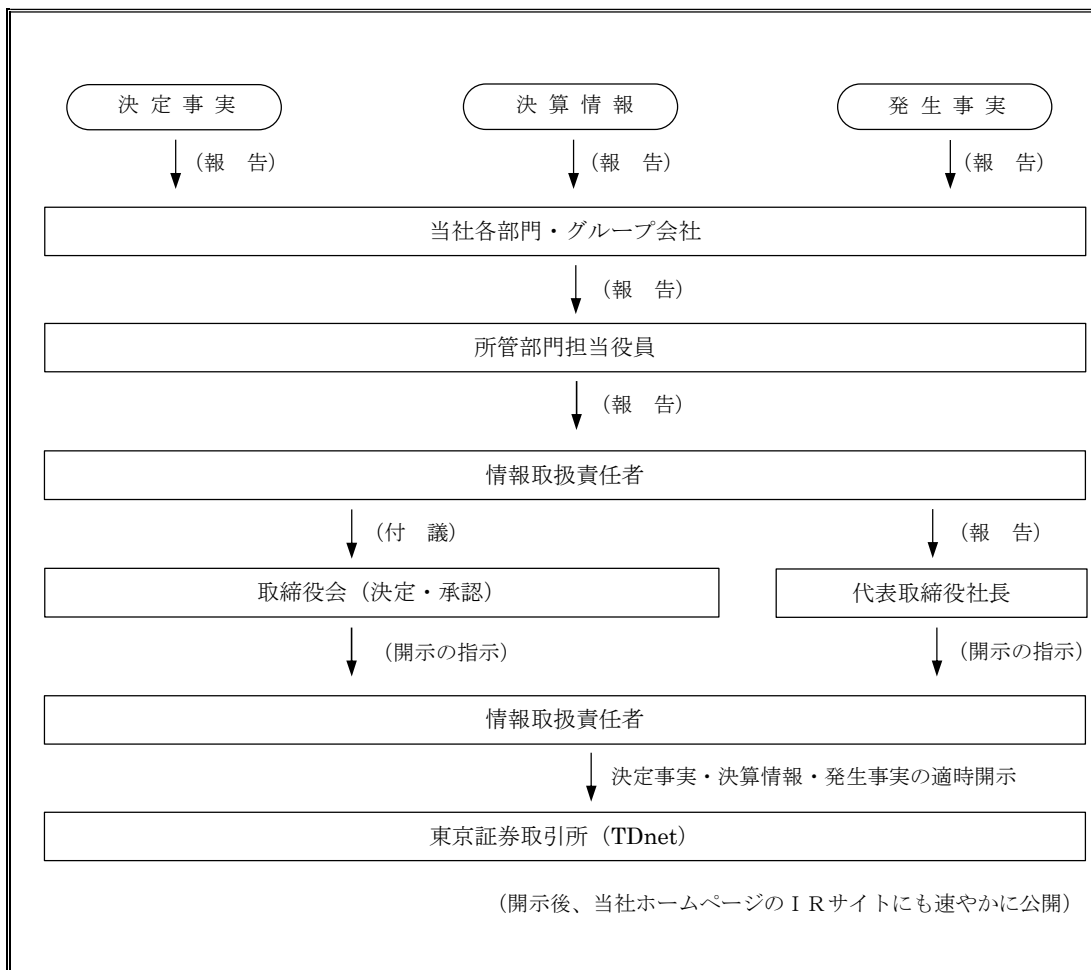 決 定 事 実 決 算 情 報 発 生 事 実
(報 告) (報 告) (報 告)
当社各部門・グループ会社
(報 告)
所管部門担当役員
(報 告)
情報取扱責任者
(付 議) (報 告)
取締役会（決定・承認） 代表取締役社長
(開示の指示) (開示の指示)
情報取扱責任者
決定事実・決算情報・発生事実の適時開示
東京証券取引所（TDnet）
（開示後、当社ホームページのＩＲサイトにも速やかに公開）